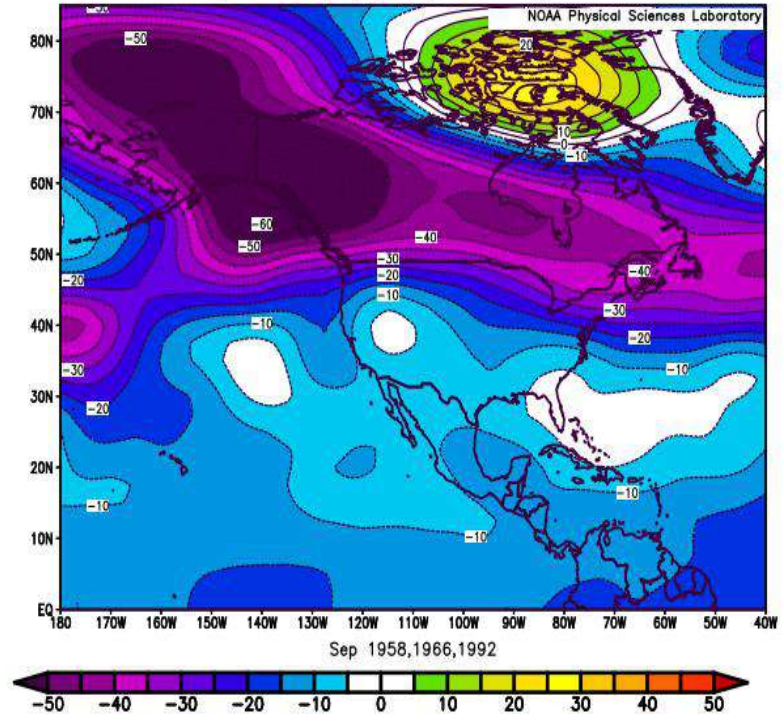 NOAA Physical Sciences Laboratory
80N
70N
60N
50N
40N
30N
20N
10N
EQ
-50
20
10
0
-10
-60
-50
-40
-30
-20
-10
-20
-40
-30
-20
-10
-10
-30
-20
-10
-10
-10
180 170W 160W 150W 140W 130W 120W 110W 100W 90W 80W 70W 60W 50W 40W
Sep 1958,1966,1992
-50 -40 -30 -20 -10 0 10 20 30 40 50